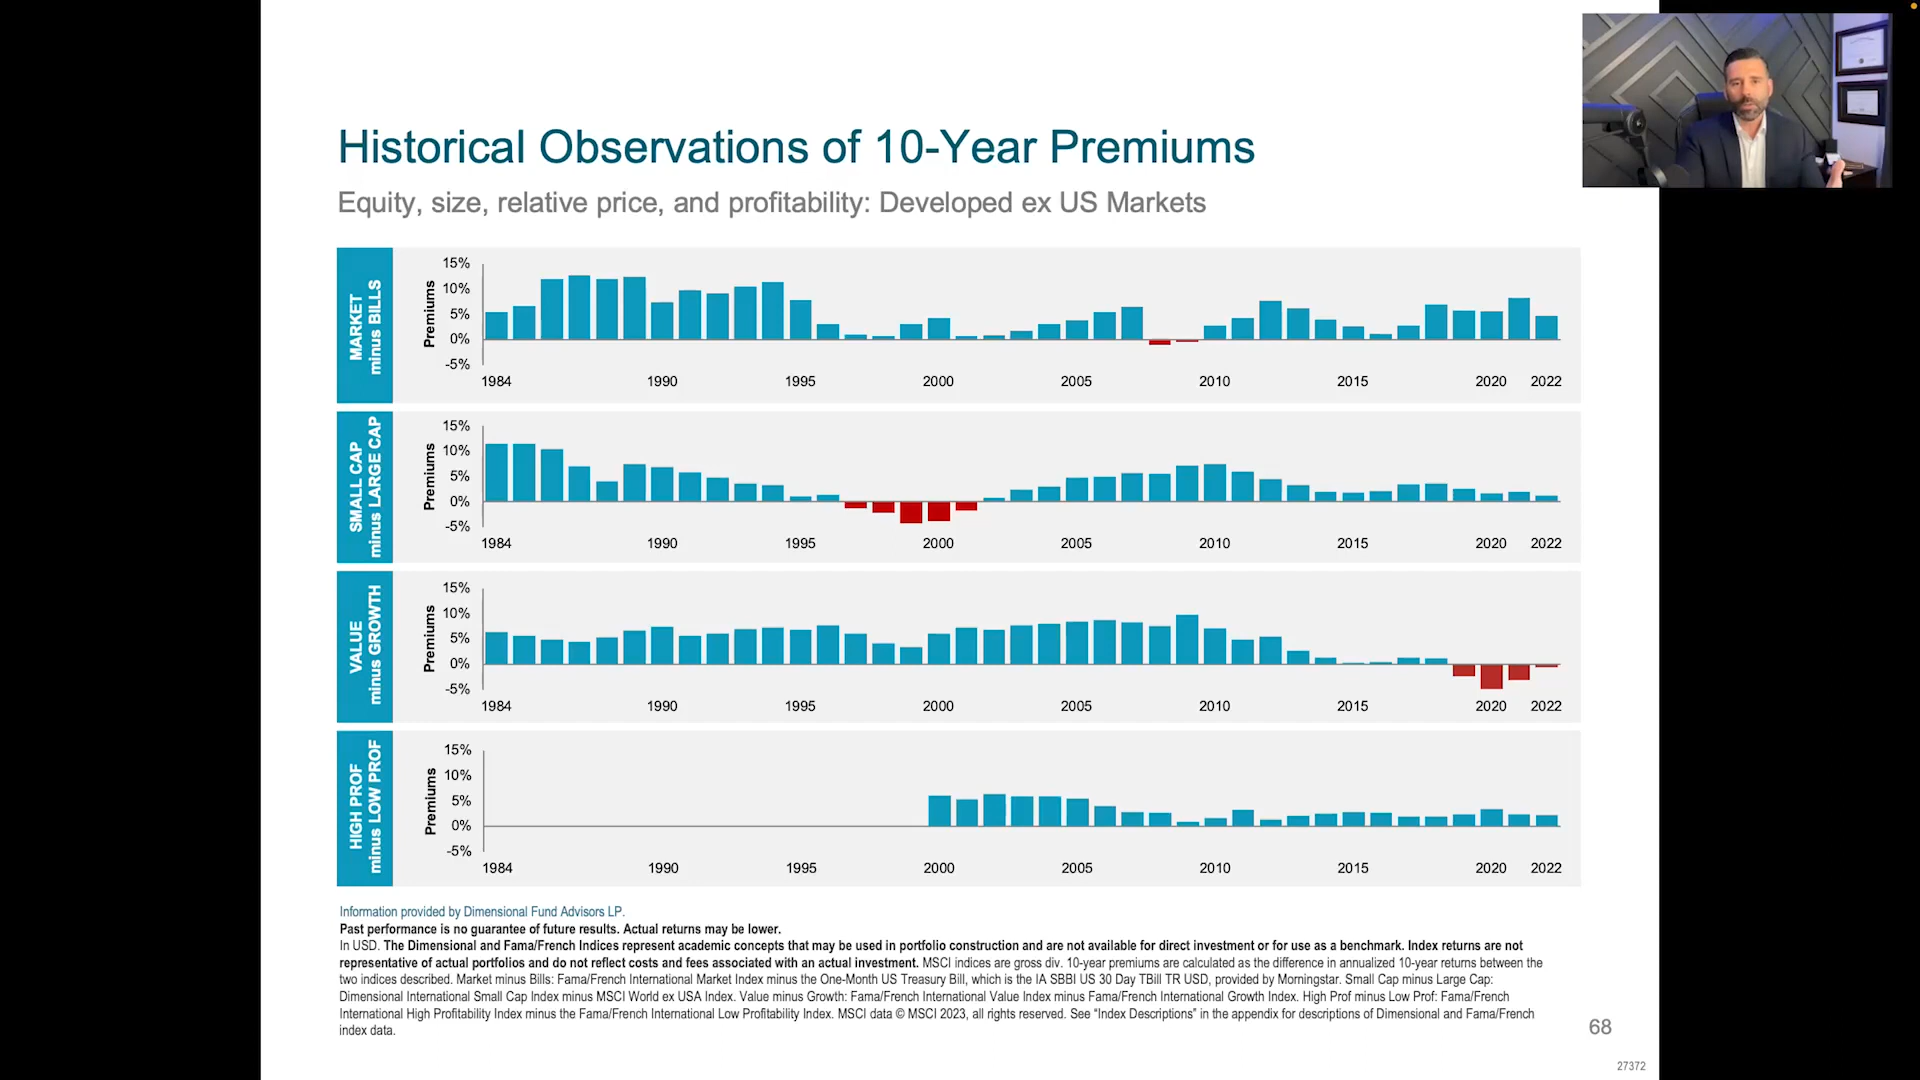 Historical Observations of 10-Year Premiums
Equity, size, relative price, and profitability: Developed ex US Markets
MARKET
minus BILLS
Premiums
15%
10%
5%
0%
-5%
1984 1990 1995 2000 2005 2010 2015 2020 2022
SMALL CAP
minus LARGE CAP
Premiums
15%
10%
5%
0%
-5%
1984 1990 1995 2000 2005 2010 2015 2020 2022
VALUE
minus GROWTH
Premiums
15%
10%
5%
0%
-5%
1984 1990 1995 2000 2005 2010 2015 2020 2022
HIGH PROF
minus LOW PROF
Premiums
15%
10%
5%
0%
-5%
1984 1990 1995 2000 2005 2010 2015 2020 2022
Information provided by Dimensional Fund Advisors LP.
Past performance is no guarantee of future results. Actual returns may be lower.
In USD. The Dimensional and Fama/French Indices represent academic concepts that may be used in portfolio construction and are not available for direct investment or for use as a benchmark. Index returns are not
representative of actual portfolios and do not reflect costs and fees associated with an actual investment. MSCI indices are gross div. 10-year premiums are calculated as the difference in annualized 10-year returns between the
two indices described. Market minus Bills: Fama/French International Market Index minus the One-Month US Treasury Bill, which is the IA SBBI US 30 Day TBill TR USD, provided by Morningstar. Small Cap minus Large Cap:
Dimensional International Small Cap Index minus MSCI World ex USA Index. Value minus Growth: Fama/French International Value Index minus Fama/French International Growth Index. High Prof minus Low Prof: Fama/French
International High Profitability Index minus the Fama/French International Low Profitability Index. MSCI data © MSCI 2023, all rights reserved. See “Index Descriptions” in the appendix for descriptions of Dimensional and Fama/French
index data.
68
27372